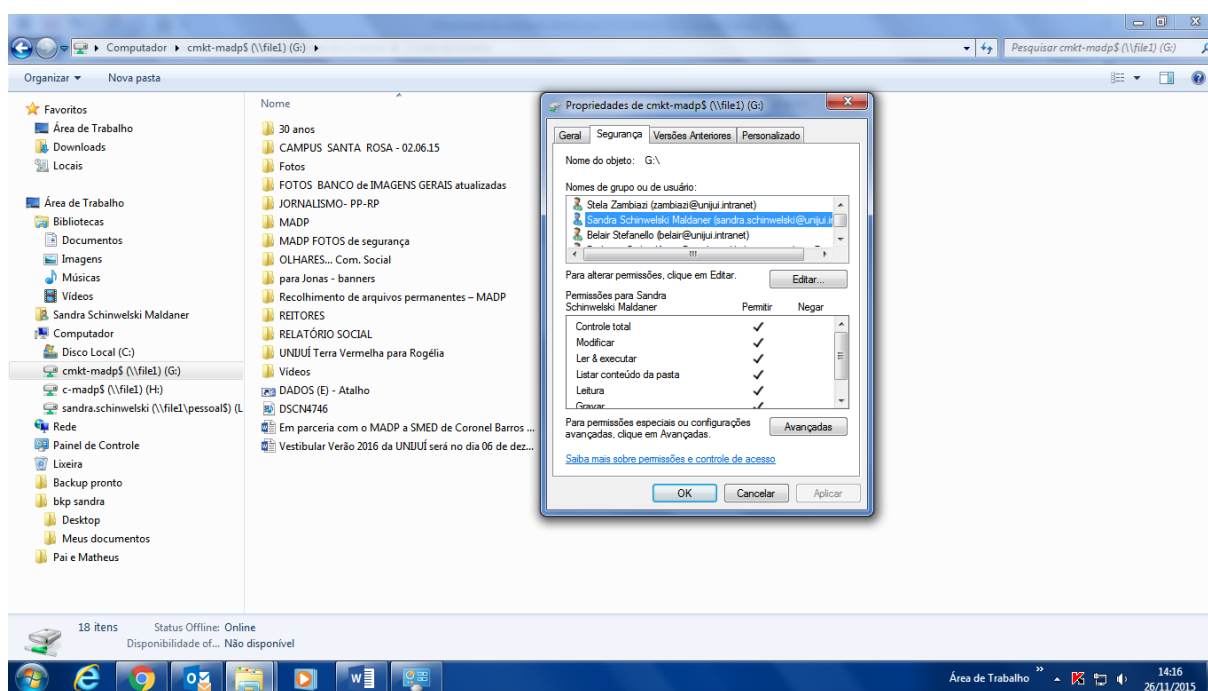 Computador ▸ cmkt-madp$ (\\file1) (G:) ▸
Pesquisar cmkt-madp$ (\\file1) (G:)
Organizar ▾ Nova pasta
Favoritos
Área de Trabalho
Downloads
Locais
Área de Trabalho
Bibliotecas
Documentos
Imagens
Músicas
Vídeos
Sandra Schinwelski Maldaner
Computador
Disco Local (C:)
cmkt-madp$ (\\file1) (G:)
c-madp$ (\\file1) (H:)
sandra.schinwelski (\\file1\pessoal$) (L
Rede
Painel de Controle
Lixeira
Backup pronto
bkp sandra
Desktop
Meus documentos
Pai e Matheus
Nome
30 anos
CAMPUS SANTA ROSA - 02.06.15
Fotos
FOTOS BANCO de IMAGENS GERAIS atualizadas
JORNALISMO- PP-RP
MADP
MADP FOTOS de segurança
OLHARES... Com. Social
para Jonas - banners
Recolhimento de arquivos permanentes – MADP
REITORES
RELATÓRIO SOCIAL
UNIJUÍ Terra Vermelha para Rogélia
Vídeos
DADOS (E) - Atalho
DSCN4746
Em parceria com o MADP a SMED de Coronel Barros ...
Vestibular Verão 2016 da UNIJUÍ será no dia 06 de dez...
Propriedades de cmkt-madp$ (\\file1) (G:)
Geral Segurança Versões Anteriores Personalizado
Nome do objeto: G:\
Nomes de grupo ou de usuário:
Stela Zambiazi (zambiazi@unijui.intranet)
Sandra Schinwelski Maldaner (sandra.schinwelski@unijui.ir
Belair Stefanello (belair@unijui.intranet)
Para alterar permissões, clique em Editar.
Editar...
Permissões para Sandra
Schinwelski Maldaner Permitir Negar
Controle total
Modificar
Ler & executar
Listar conteúdo da pasta
Leitura
Gravar
Para permissões especiais ou configurações
avançadas, clique em Avançadas.
Avançadas
Saiba mais sobre permissões e controle de acesso
OK Cancelar Aplicar
18 itens Status Offline: Online
Disponibilidade of... Não disponível
Área de Trabalho
14:16
26/11/2015